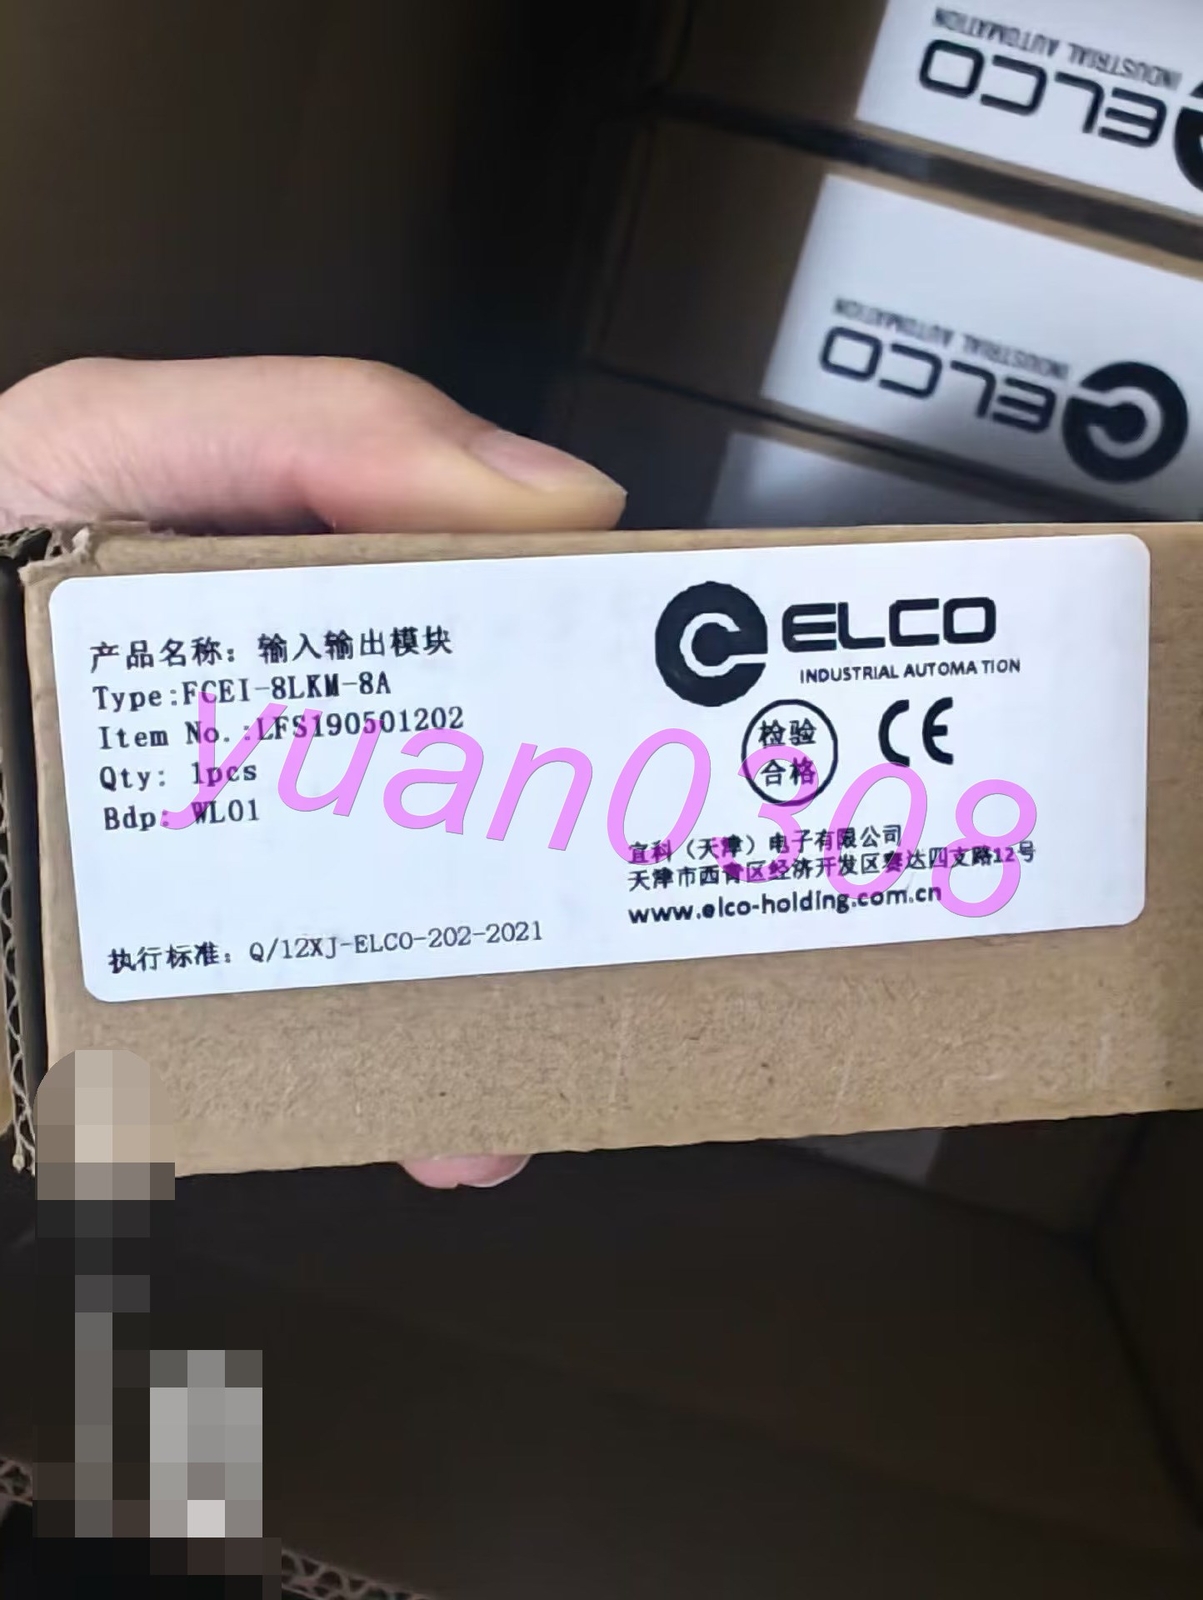 INDUSTRIAL AUTOMATION
ELCO
INDUSTRIAL AUTOMATION
ELCO
产品名称：输入输出模块
Type:FCEI-8LKM-8A
Item No.:LFS190501202
Qty: 1pcs
Bdp: WL01
执行标准：Q/12XJ-ELCO-202-2021
ELCO
INDUSTRIAL AUTOMATION
检验
合格
CE
宜科（天津）电子有限公司
天津市西青区经济开发区赛达四支路12号
www.elco-holding.com.cn
yuan0308